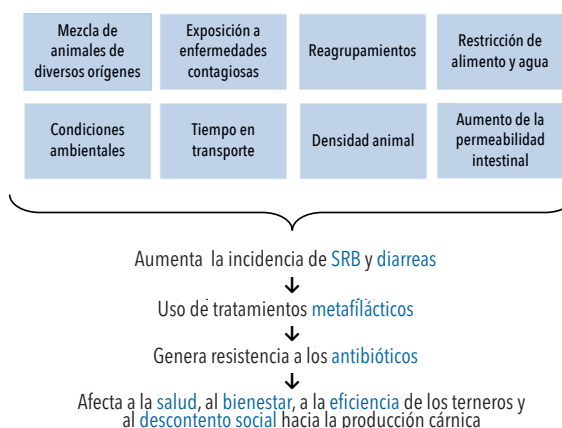 Mezcla de
animales de
diversos orígenes
Exposición a
enfermedades
contagiosas
Reagrupamientos
Restricción de
alimento y agua
Condiciones
ambientales
Tiempo en
transporte
Densidad animal
Aumento de la
permeabilidad
intestinal
Aumenta la incidencia de SRB y diarreas
Uso de tratamientos metafilácticos
Genera resistencia a los antibióticos
Afecta a la salud, al bienestar, a la eficiencia de los terneros y
al descontento social hacia la producción cárnica